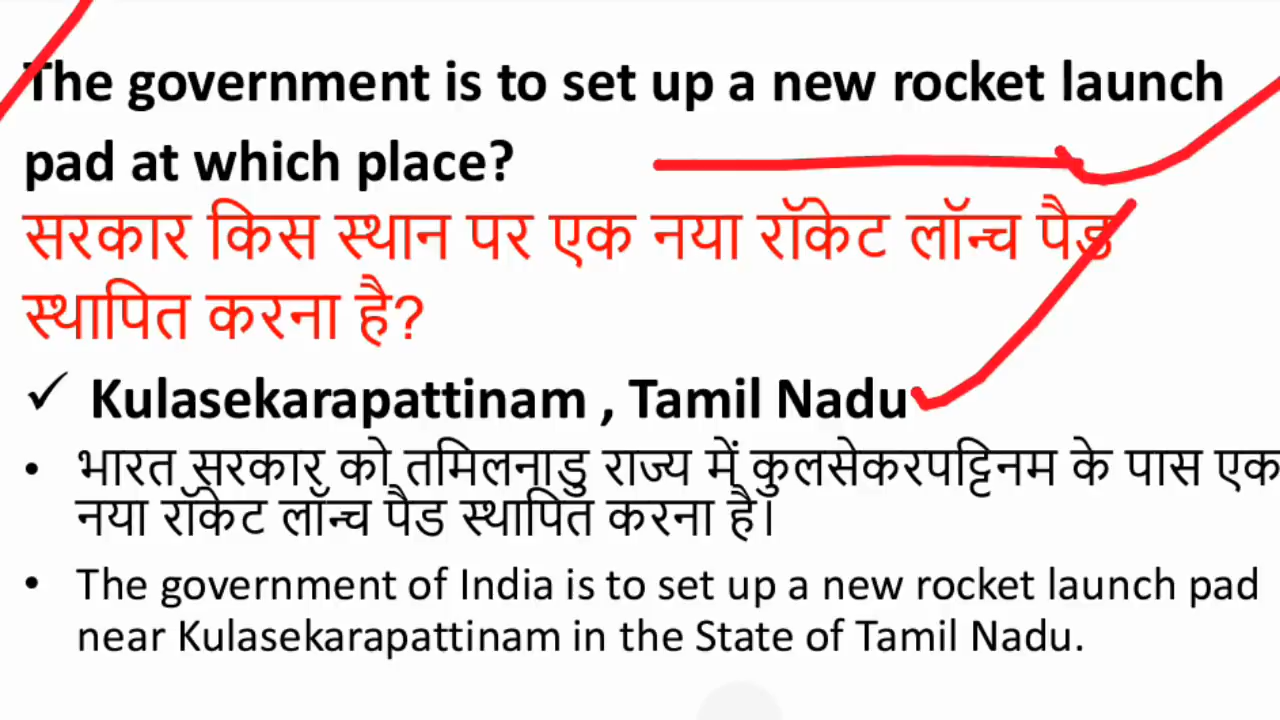 The government is to set up a new rocket launch
pad at which place?
सरकार किस स्थान पर एक नया रॉकेट लॉन्च पैड
स्थापित करना है?
✓ Kulasekarapattinam , Tamil Nadu
• भारत सरकार को तमिलनाडु राज्य में कुलसेकरपट्टिनम के पास एक
नया रॉकेट लॉन्च पैड स्थापित करना है।
• The government of India is to set up a new rocket launch pad
near Kulasekarapattinam in the State of Tamil Nadu.